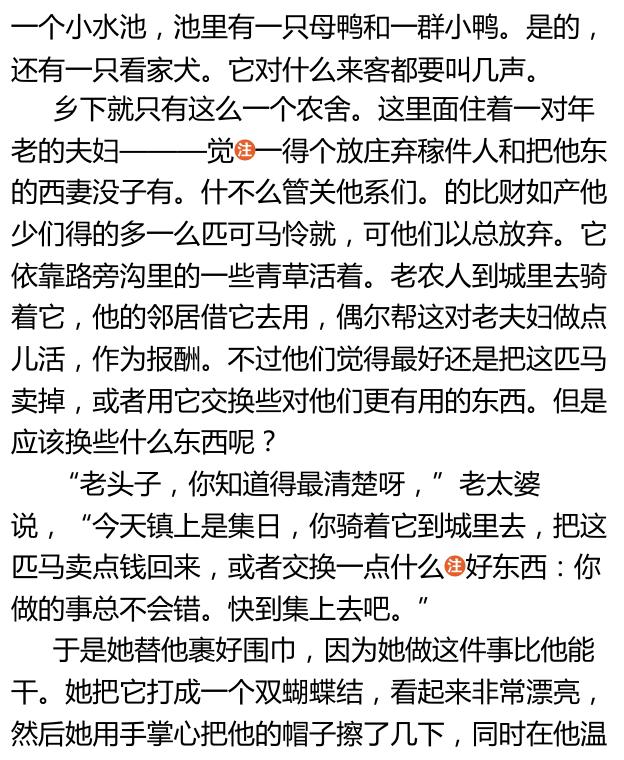 一个小水池，池里有一只母鸭和一群小鸭。是的，
还有一只看家犬。它对什么来客都要叫几声。
乡下就只有这么一个农舍。这里面住着一对年
老的夫妇———觉注一得个放庄弃稼件人和把他东
的西妻没子有。什不么管关他系们。的比财如产他
少们得的多一么匹可马怜就，可他们以总放弃。它
依靠路旁沟里的一些青草活着。老农人到城里去骑
着它，他的邻居借它去用，偶尔帮这对老夫妇做点
儿活，作为报酬。不过他们觉得最好还是把这匹马
卖掉，或者用它交换些对他们更有用的东西。但是
应该换些什么东西呢？
“老头子，你知道得最清楚呀，”老太婆
说，“今天镇上是集日，你骑着它到城里去，把这
匹马卖点钱回来，或者交换一点什么注好东西：你
做的事总不会错。快到集上去吧。”
于是她替他裹好围巾，因为她做这件事比他能
干。她把它打成一个双蝴蝶结，看起来非常漂亮，
然后她用手掌心把他的帽子擦了几下，同时在他温